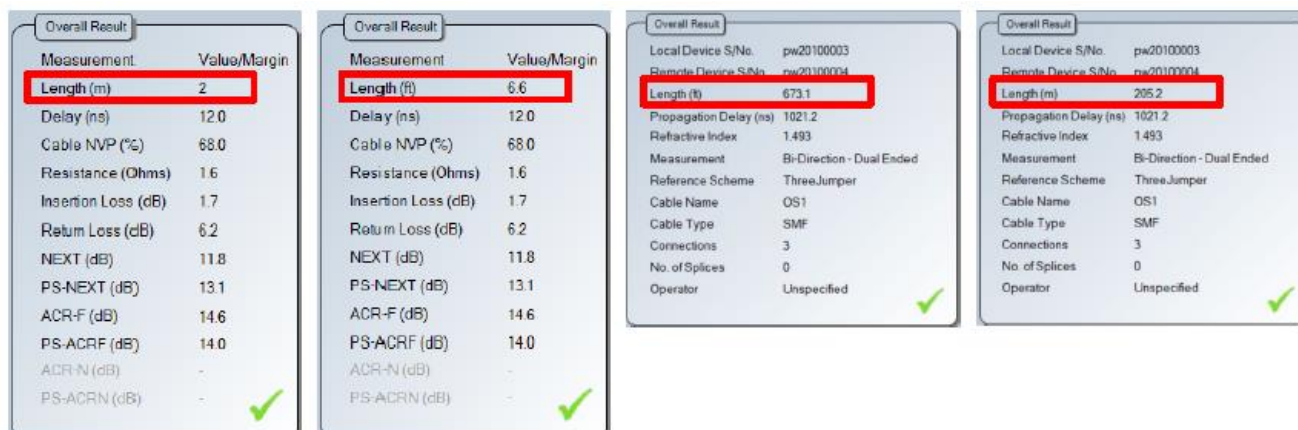 Overall Result
Measurement Value/Margin
Length (m) 2
Delay (ns) 12.0
Cable NVP (%) 68.0
Resistance (Ohms) 1.6
Insertion Loss (dB) 1.7
Return Loss (dB) 6.2
NEXT (dB) 11.8
PS-NEXT (dB) 13.1
ACR-F (dB) 14.6
PS-ACRF (dB) 14.0
ACR-N (dB) -
PS-ACRN (dB) -
Overall Result
Measurement Value/Margin
Length (ft) 6.6
Delay (ns) 12.0
Cable NVP (%) 68.0
Resistance (Ohms) 1.6
Insertion Loss (dB) 1.7
Return Loss (dB) 6.2
NEXT (dB) 11.8
PS-NEXT (dB) 13.1
ACR-F (dB) 14.6
PS-ACRF (dB) 14.0
ACR-N (dB) -
PS-ACRN (dB) -
Overall Result
Local Device S/No. pw20100003
Remote Device S/No. pw20100004
Length (ft) 673.1
Propagation Delay (ns) 1021.2
Refractive Index 1.493
Measurement Bi-Direction - Dual Ended
Reference Scheme ThreeJumper
Cable Name OS1
Cable Type SMF
Connections 3
No. of Splices 0
Operator Unspecified
Overall Result
Local Device S/No. pw20100003
Remote Device S/No. pw20100004
Length (m) 205.2
Propagation Delay (ns) 1021.2
Refractive Index 1.493
Measurement Bi-Direction - Dual Ended
Reference Scheme ThreeJumper
Cable Name OS1
Cable Type SMF
Connections 3
No. of Splices 0
Operator Unspecified